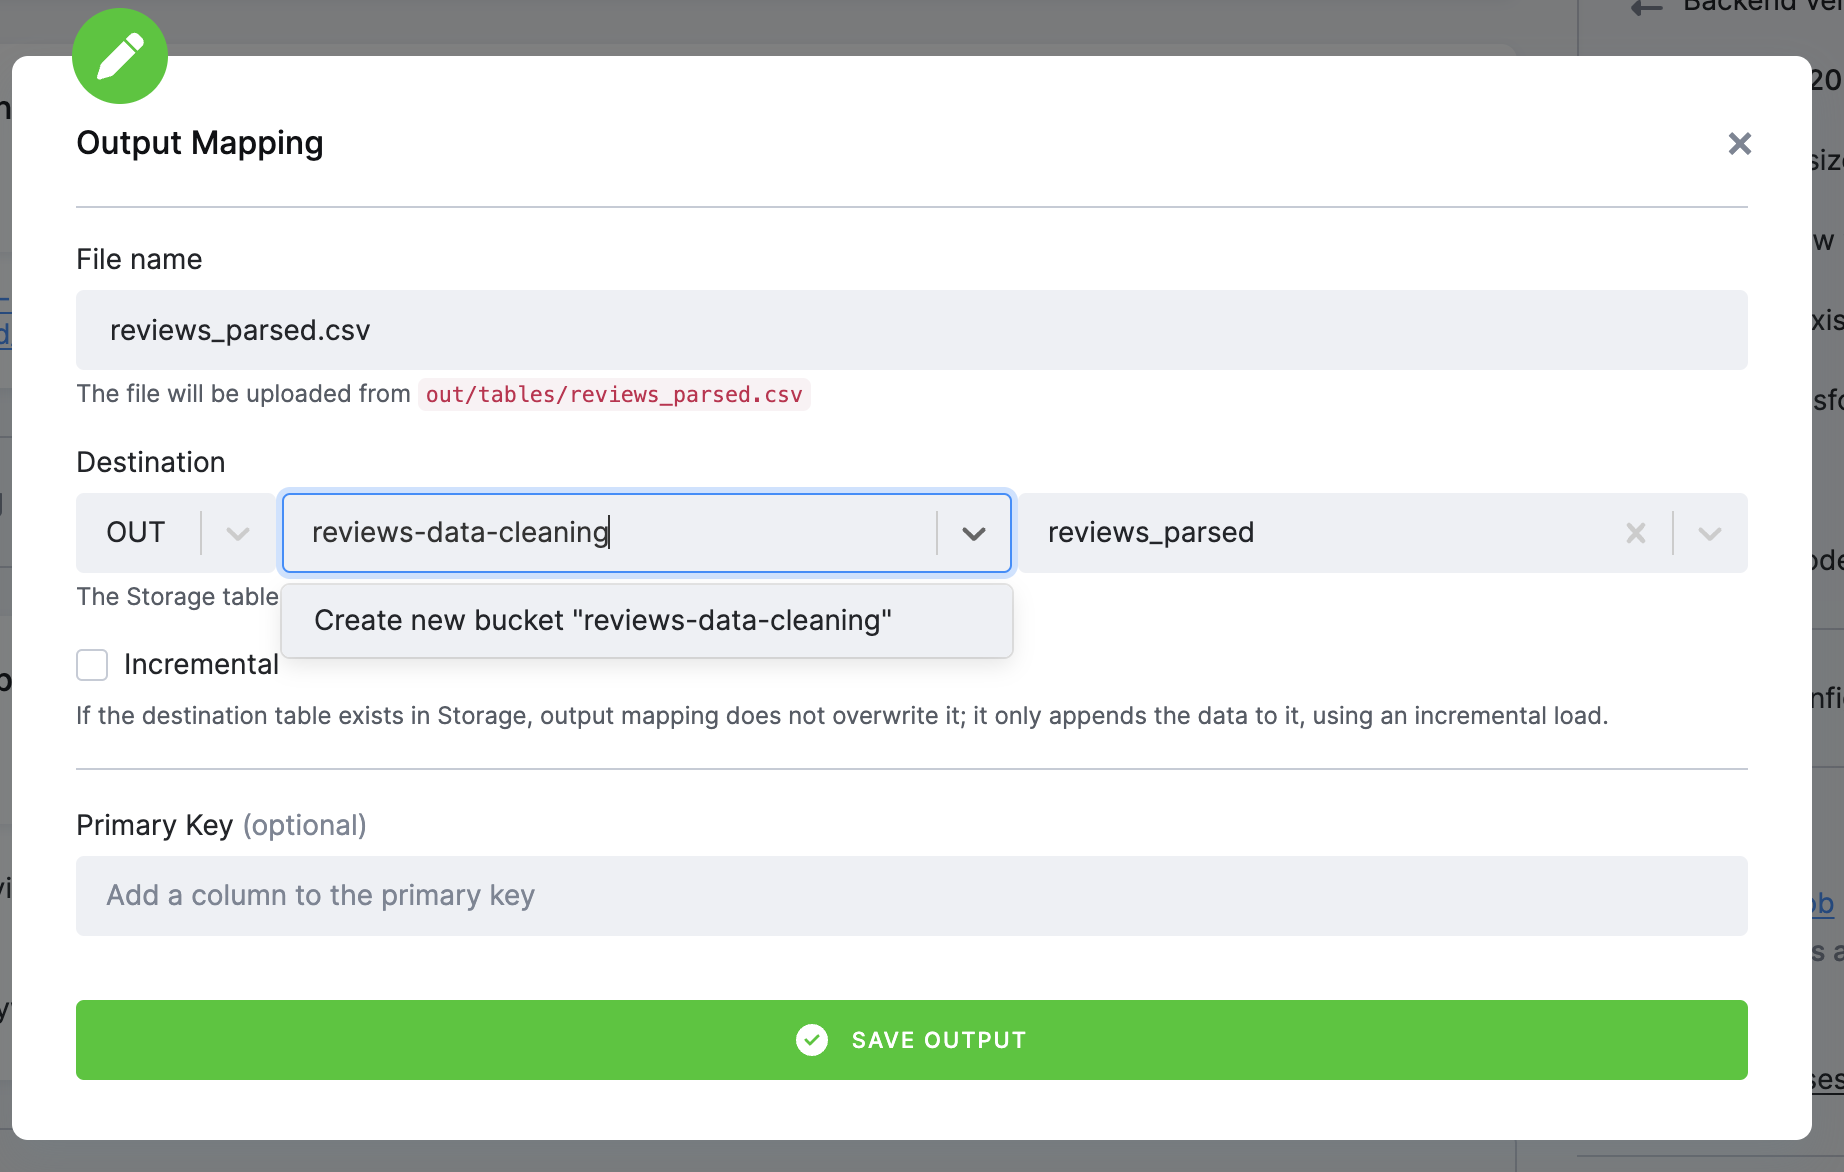 Output Mapping
File name
reviews_parsed.csv
The file will be uploaded from out/tables/reviews_parsed.csv
Destination
OUT reviews-data-cleaning reviews_parsed
The Storage table
Create new bucket "reviews-data-cleaning"
Incremental
If the destination table exists in Storage, output mapping does not overwrite it; it only appends the data to it, using an incremental load.
Primary Key (optional)
Add a column to the primary key
SAVE OUTPUT